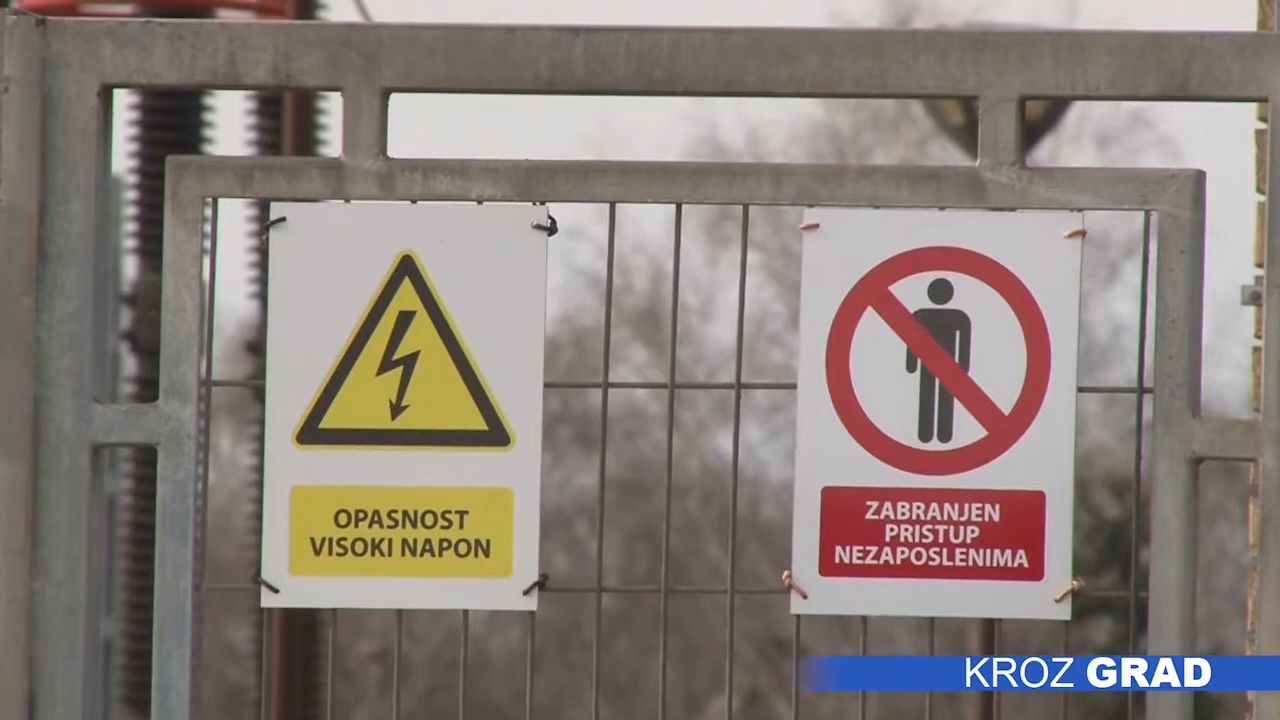 OPASNOST
VISOKI NAPON
ZABRANJEN
PRISTUP
NEZAPOSLENIMA
KROZ GRAD